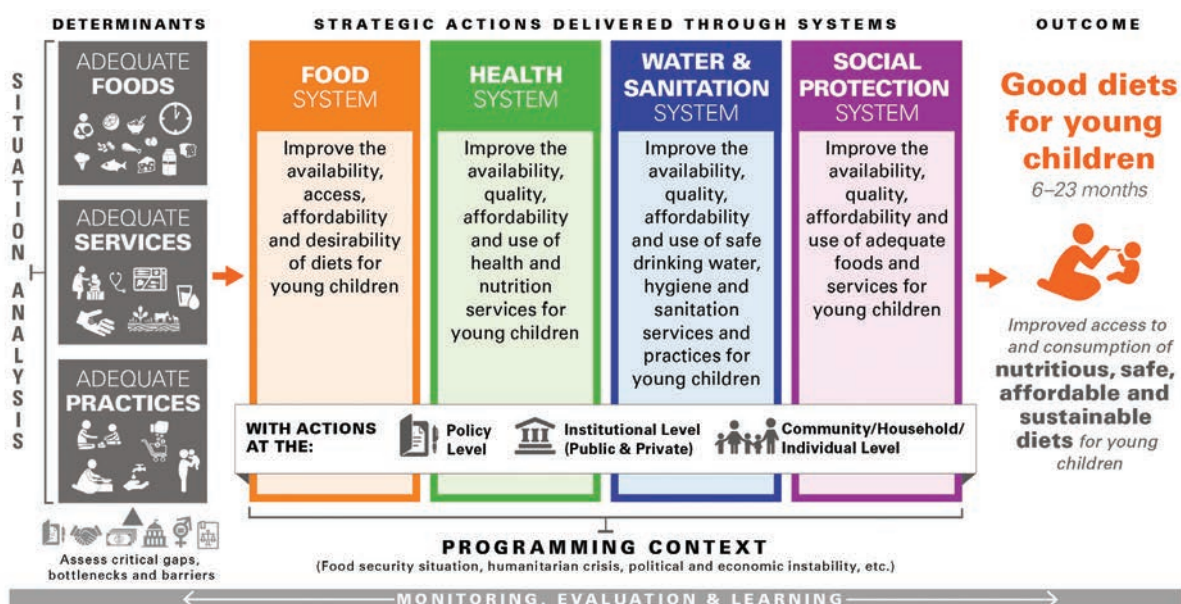 DETERMINANTS
STRATEGIC ACTIONS DELIVERED THROUGH SYSTEMS
OUTCOME
SITUATION ANALYSIS
ADEQUATE
FOODS
ADEQUATE
SERVICES
ADEQUATE
PRACTICES
Assess critical gaps,
bottlenecks and barriers
FOOD
SYSTEM
Improve the
availability,
access,
affordability
and desirability
of diets for
young children
HEALTH
SYSTEM
Improve the
availability,
quality,
affordability
and use of
health and
nutrition
services for
young children
WATER &
SANITATION
SYSTEM
Improve the
availability,
quality,
affordability
and use of safe
drinking water,
hygiene and
sanitation
services and
practices for
young children
SOCIAL
PROTECTION
SYSTEM
Improve the
availability,
quality,
affordability and
use of adequate
foods and
services for
young children
WITH ACTIONS
AT THE:
Policy
Level
Institutional Level
(Public & Private)
Community/Household/
Individual Level
PROGRAMMING CONTEXT
(Food security situation, humanitarian crisis, political and economic instability, etc.)
Good diets
for young
children
6–23 months
Improved access to
and consumption of
nutritious, safe,
affordable and
sustainable
diets for young
children
MONITORING, EVALUATION & LEARNING